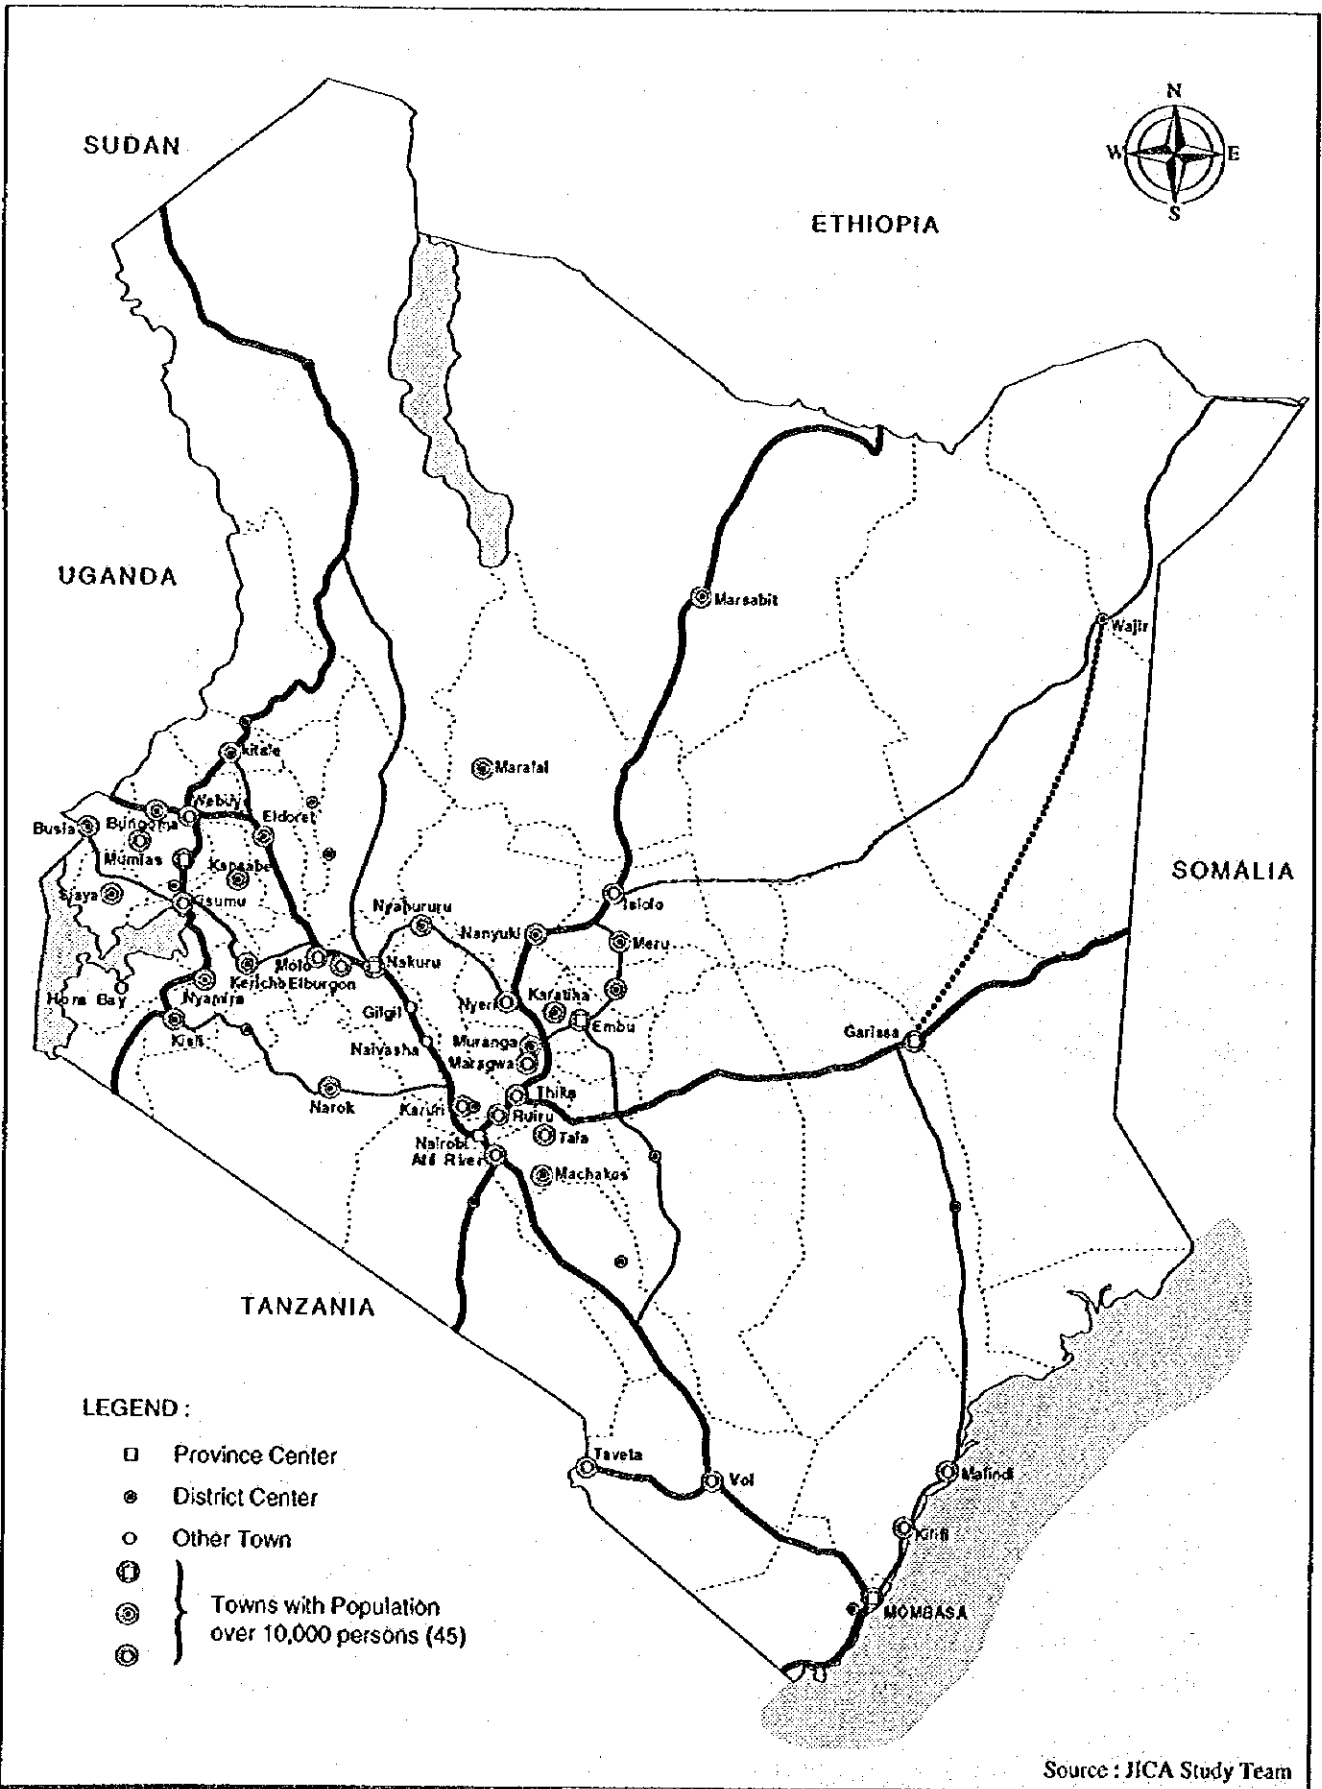 N
W
E
S
SUDAN
ETHIOPIA
UGANDA
Marsabit
Wajir
kitale
Maralal
Webuye
Eldoret
Busia
Bungoma
Mumias
Kapsabe
SOMALIA
Siaya
Kisumu
Isiolo
Nyahururu
Nanyuki
Meru
Molo
Nakuru
Kericho
Elburgon
Homa Bay
Nyamira
Gilgil
Nyeri
Karatina
Embu
Kisii
Naivasha
Muranga
Maragwa
Garissa
Narok
Karuri
Thika
Ruiru
Nairobi
Tala
Athi River
Machakos
TANZANIA
LEGEND :
Province Center
District Center
Other Town
Towns with Population
over 10,000 persons (45)
Taveta
Voi
Malindi
Kilifi
MOMBASA
Source : JICA Study Team